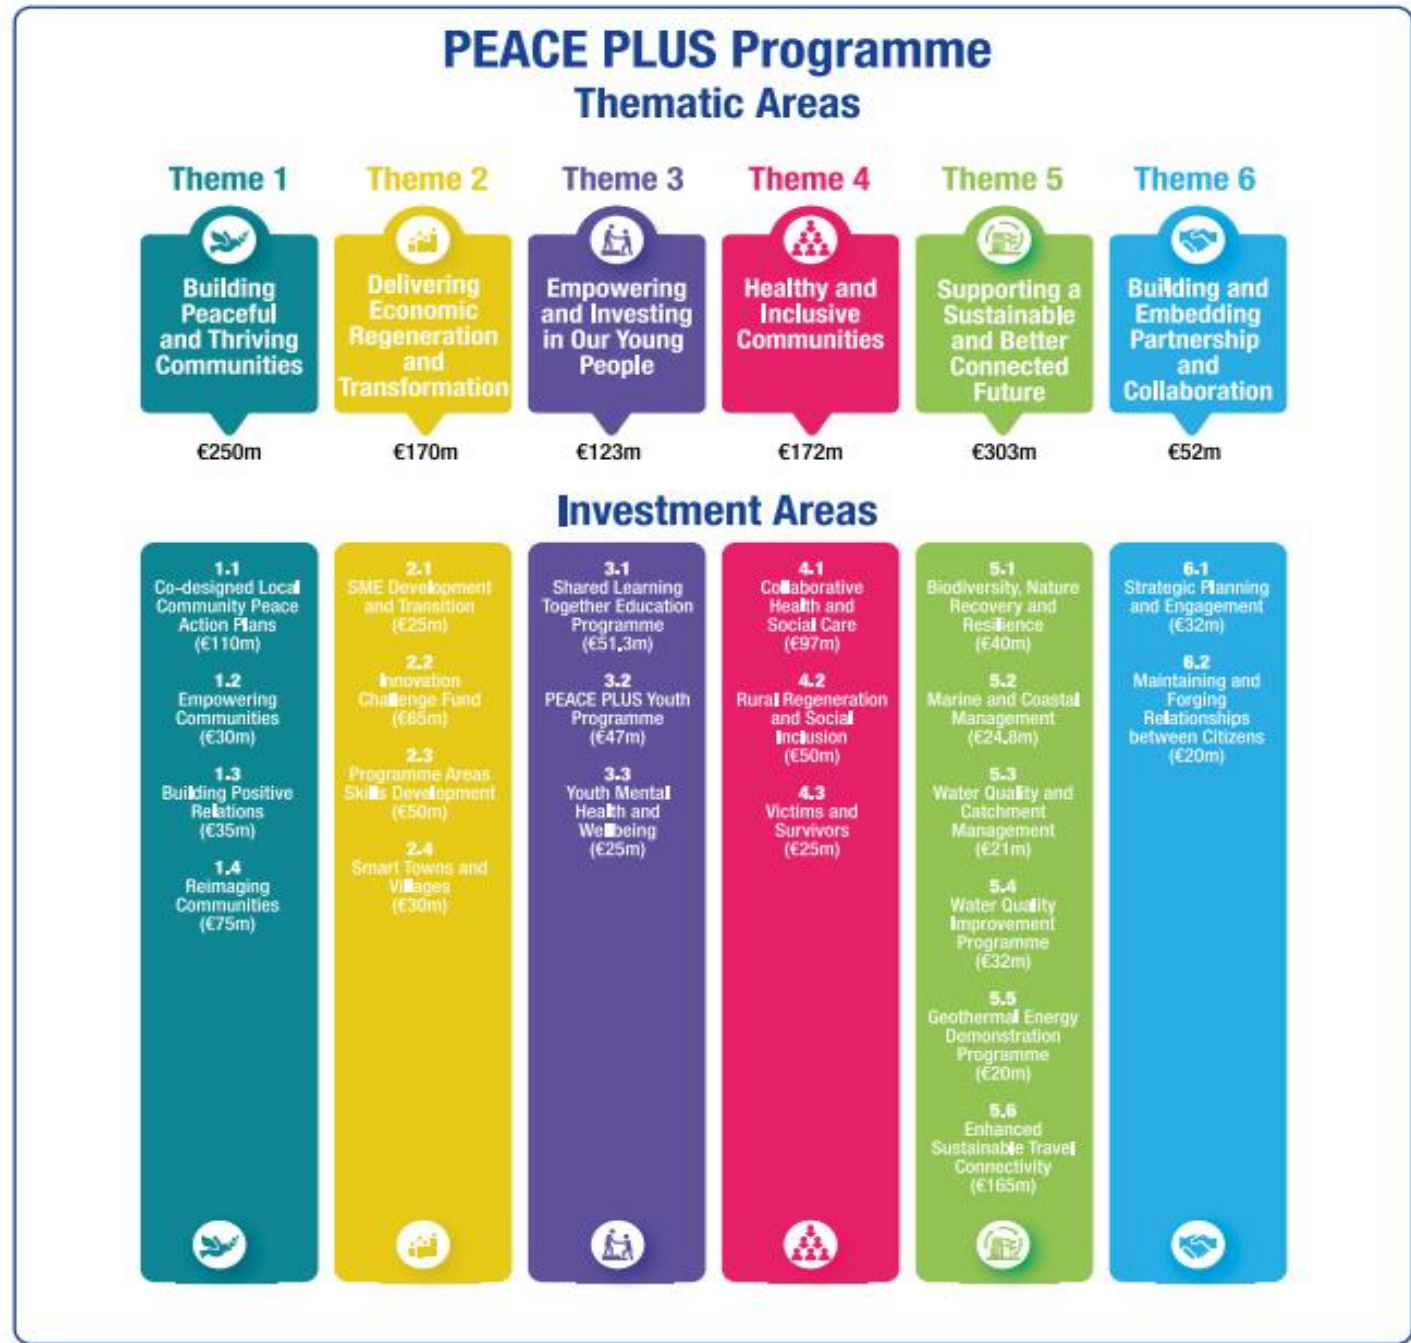 PEACE PLUS Programme
Thematic Areas
Theme 1
Building
Peaceful
and Thriving
Communities
€250m
Theme 2
Delivering
Economic
Regeneration
and
Transformation
€170m
Theme 3
Empowering
and Investing
in Our Young
People
€123m
Theme 4
Healthy and
Inclusive
Communities
€172m
Theme 5
Supporting a
Sustainable
and Better
Connected
Future
€303m
Theme 6
Building and
Embedding
Partnership
and
Collaboration
€52m
Investment Areas
1.1
Co-designed Local
Community Peace
Action Plans
(€110m)
1.2
Empowering
Communities
(€30m)
1.3
Building Positive
Relations
(€35m)
1.4
Reimaging
Communities
(€75m)
2.1
SME Development
and Transition
(€25m)
2.2
Innovation
Challenge Fund
(€65m)
2.3
Programme Areas
Skills Development
(€50m)
2.4
Smart Towns and
Villages
(€30m)
3.1
Shared Learning
Together Education
Programme
(€51.3m)
3.2
PEACE PLUS Youth
Programme
(€47m)
3.3
Youth Mental
Health and
Wellbeing
(€25m)
4.1
Collaborative
Health and
Social Care
(€97m)
4.2
Rural Regeneration
and Social
Inclusion
(€50m)
4.3
Victims and
Survivors
(€25m)
5.1
Biodiversity, Nature
Recovery and
Resilience
(€40m)
5.2
Marine and Coastal
Management
(€24.8m)
5.3
Water Quality and
Catchment
Management
(€21m)
5.4
Water Quality
Improvement
Programme
(€32m)
5.5
Geothermal Energy
Demonstration
Programme
(€20m)
5.6
Enhanced
Sustainable Travel
Connectivity
(€165m)
6.1
Strategic Planning
and Engagement
(€32m)
6.2
Maintaining and
Forging
Relationships
between Citizens
(€20m)